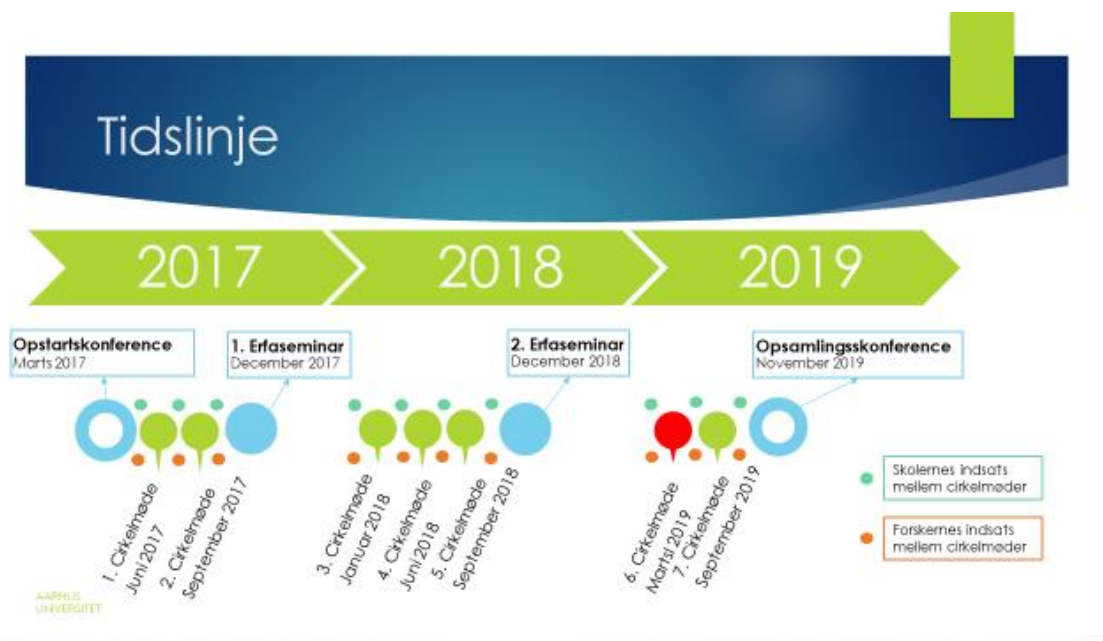 Tidslinje
2017
2018
2019
Opstartskonference
Marts 2017
1. Erfaseminar
December 2017
2. Erfaseminar
December 2018
Opsamlingsskonference
November 2019
1. Cirkelmøde
Juni 2017
2. Cirkelmøde
September 2017
3. Cirkelmøde
Januar 2018
4. Cirkelmøde
Juni 2018
5. Cirkelmøde
September 2018
6. Cirkelmøde
Martsl 2019
7. Cirkelmøde
September 2019
Skolernes indsats
mellem cirkelmøder
Forskernes indsats
mellem cirkelmøder
AARHUS
UNIVERSITET